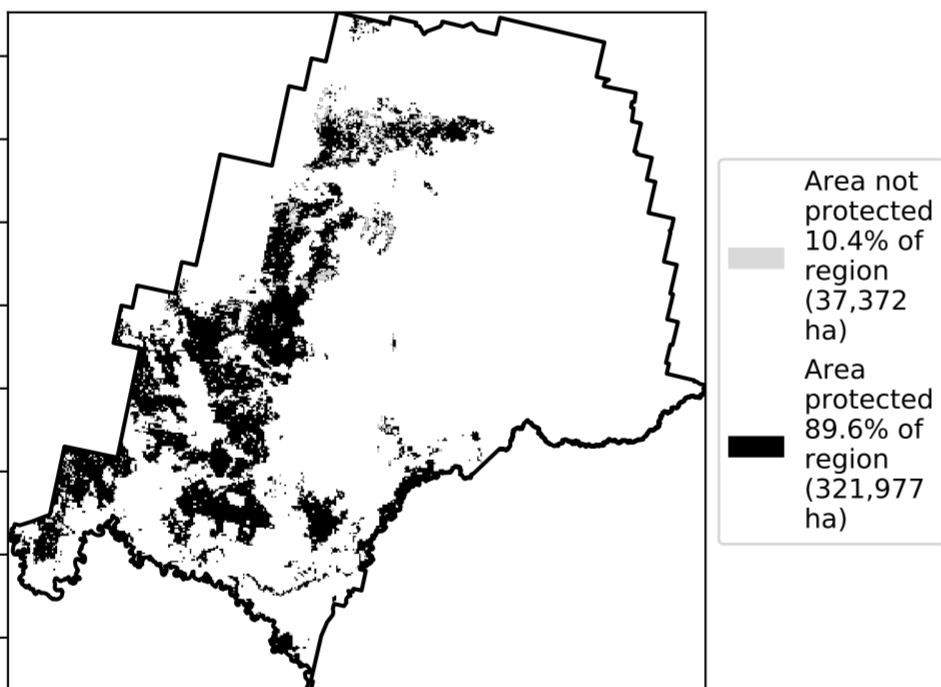 Area not
protected
10.4% of
region
(37,372
ha)
Area
protected
89.6% of
region
(321,977
ha)